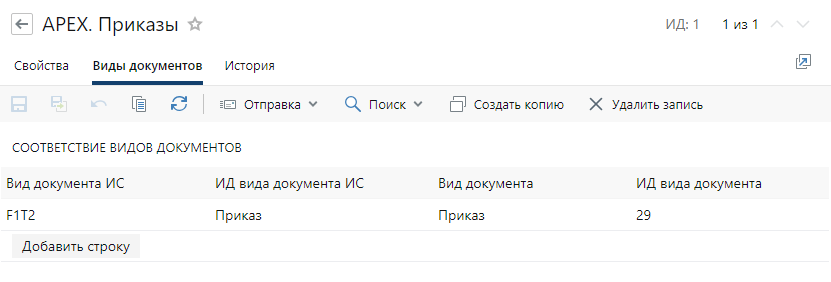 APEX. Приказы ИД: 1 1 из 1
Свойства Виды документов История
Отправка Поиск Создать копию Удалить запись
СООТВЕТСТВИЕ ВИДОВ ДОКУМЕНТОВ
Вид документа ИС ИД вида документа ИС Вид документа ИД вида документа
F1T2 Приказ Приказ 29
Добавить строку